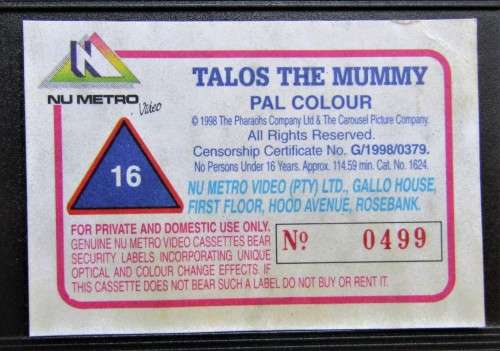 N
NU METRO
Video
TALOS THE MUMMY
PAL COLOUR
© 1998 The Pharaohs Company Ltd & The Carousel Picture Company.
All Rights Reserved.
Censorship Certificate No. G/1998/0379.
No Persons Under 16 Years. Approx. 114.59 min. Cat. No. 1624.
NU METRO VIDEO (PTY) LTD., GALLO HOUSE,
FIRST FLOOR, HOOD AVENUE, ROSEBANK.
16
FOR PRIVATE AND DOMESTIC USE ONLY.
GENUINE NU METRO VIDEO CASSETTES BEAR
SECURITY LABELS INCORPORATING UNIQUE
OPTICAL AND COLOUR CHANGE EFFECTS. IF
THIS CASSETTE DOES NOT BEAR SUCH A LABEL DO NOT BUY OR RENT IT.
Nº 0499